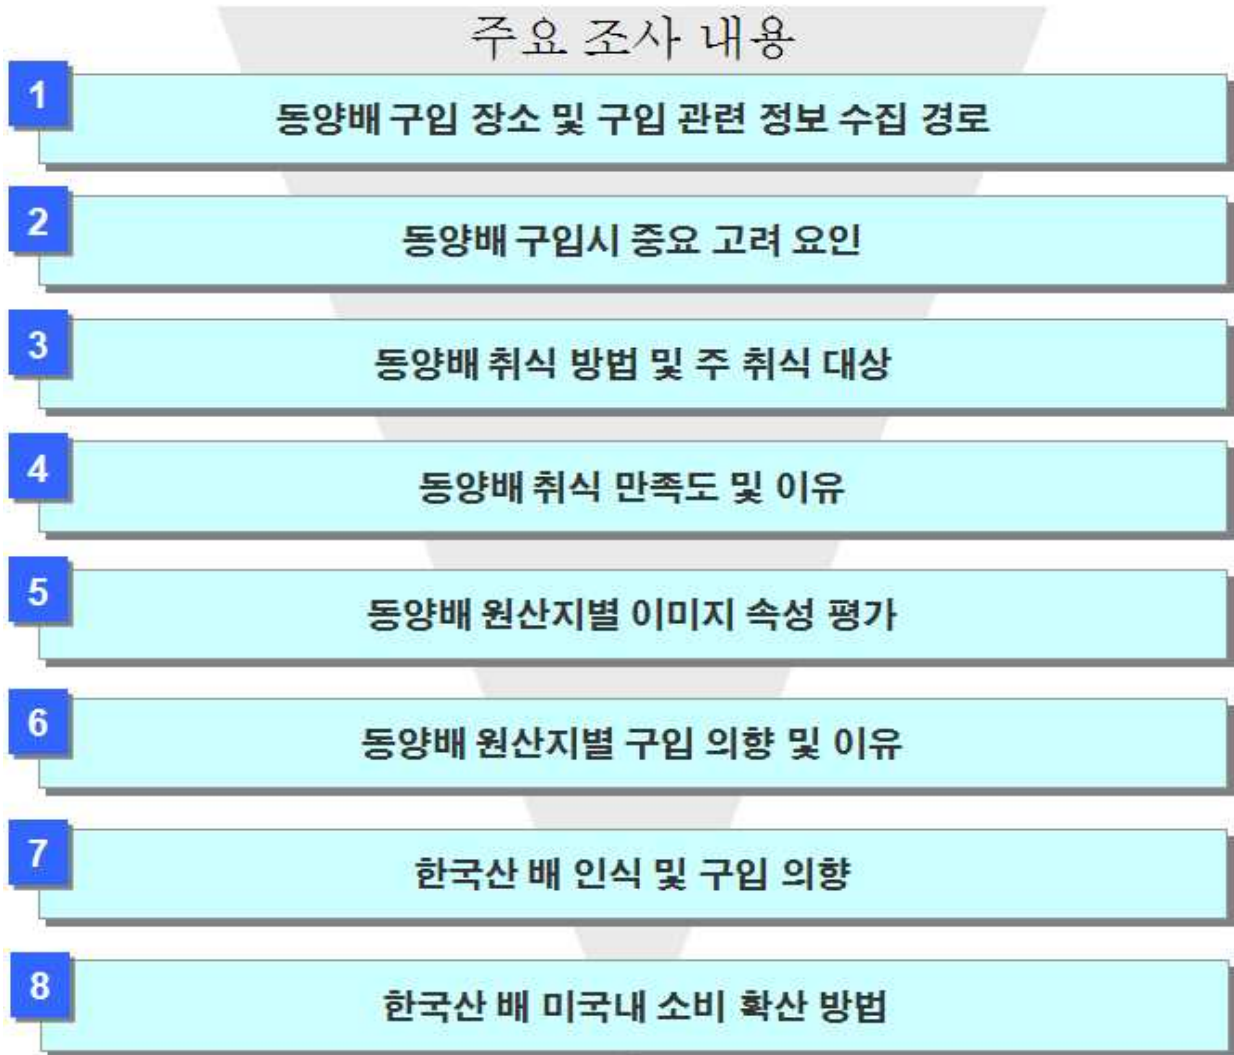 주요 조사 내용
1
동양배 구입 장소 및 구입 관련 정보 수집 경로
2
동양배 구입시 중요 고려 요인
3
동양배 취식 방법 및 주 취식 대상
4
동양배 취식 만족도 및 이유
5
동양배 원산지별 이미지 속성 평가
6
동양배 원산지별 구입 의향 및 이유
7
한국산 배 인식 및 구입 의향
8
한국산 배 미국내 소비 확산 방법